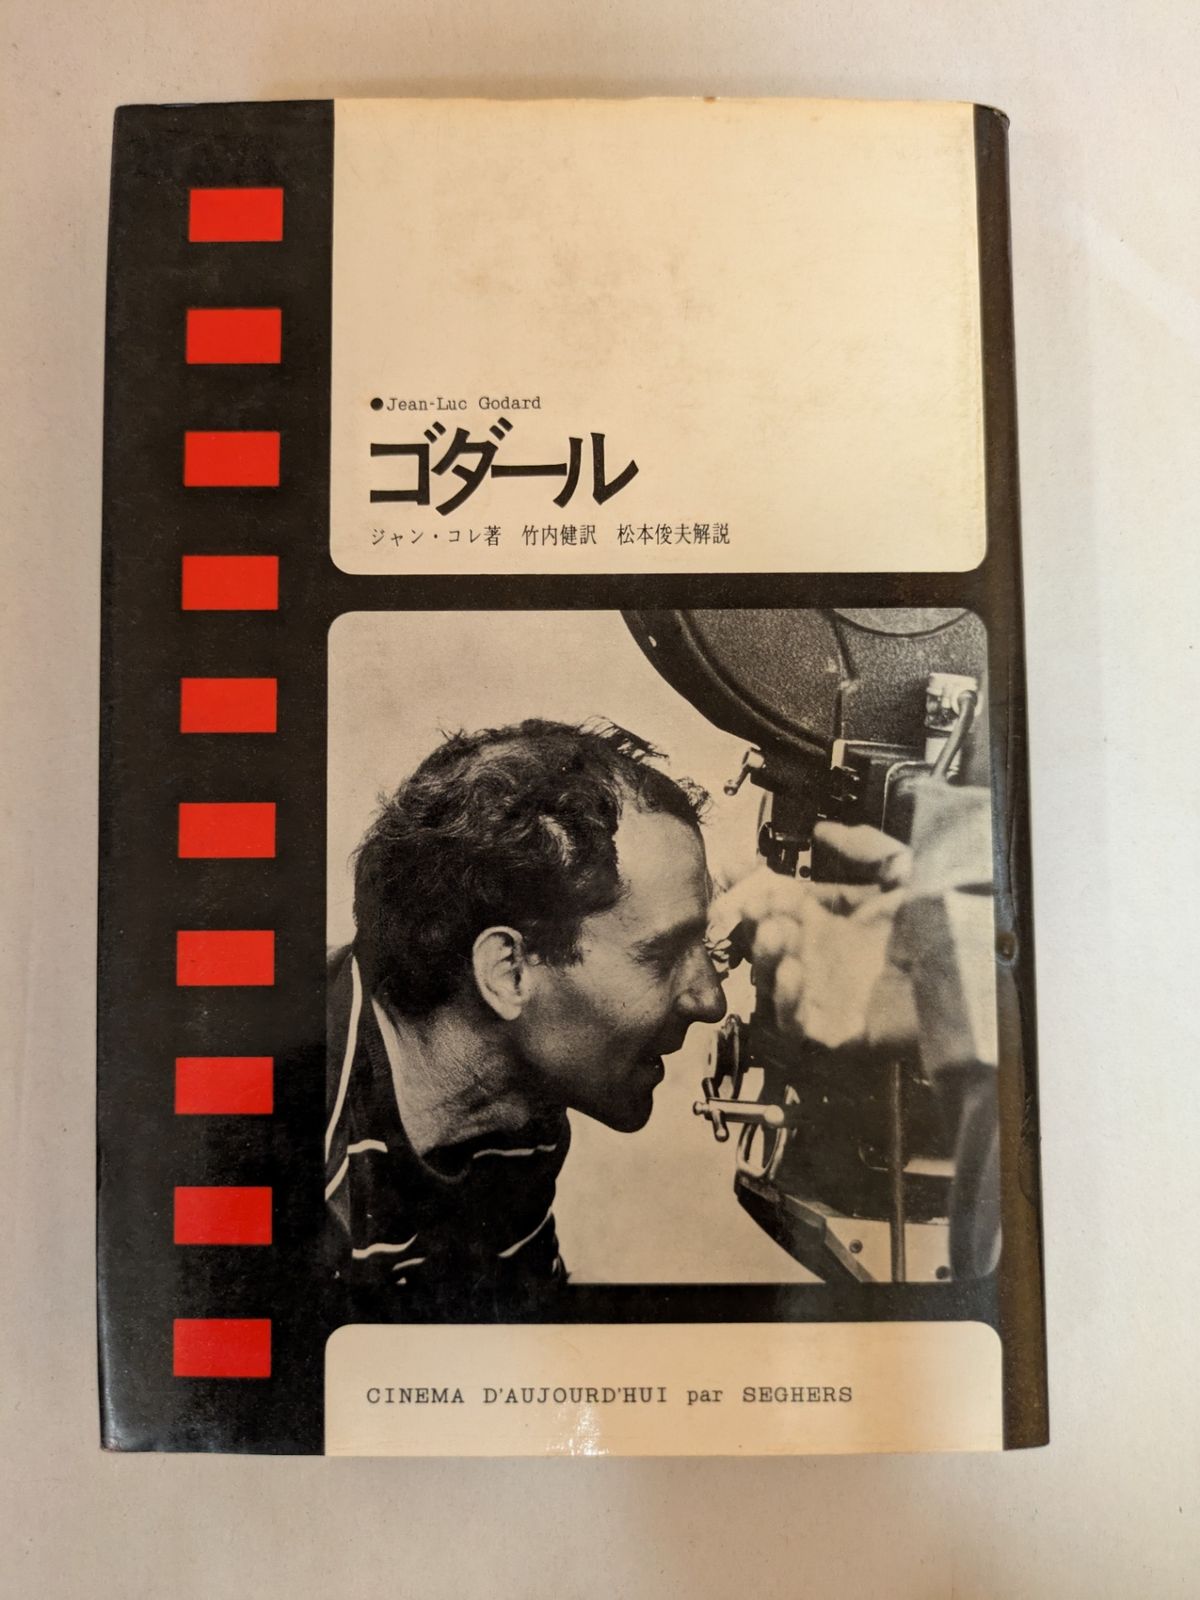 ●Jean-Luc Godard
ゴダール
ジャン・コレ著　竹内健訳　松本俊夫解説
CINEMA D'AUJOURD'HUI par SEGHERS